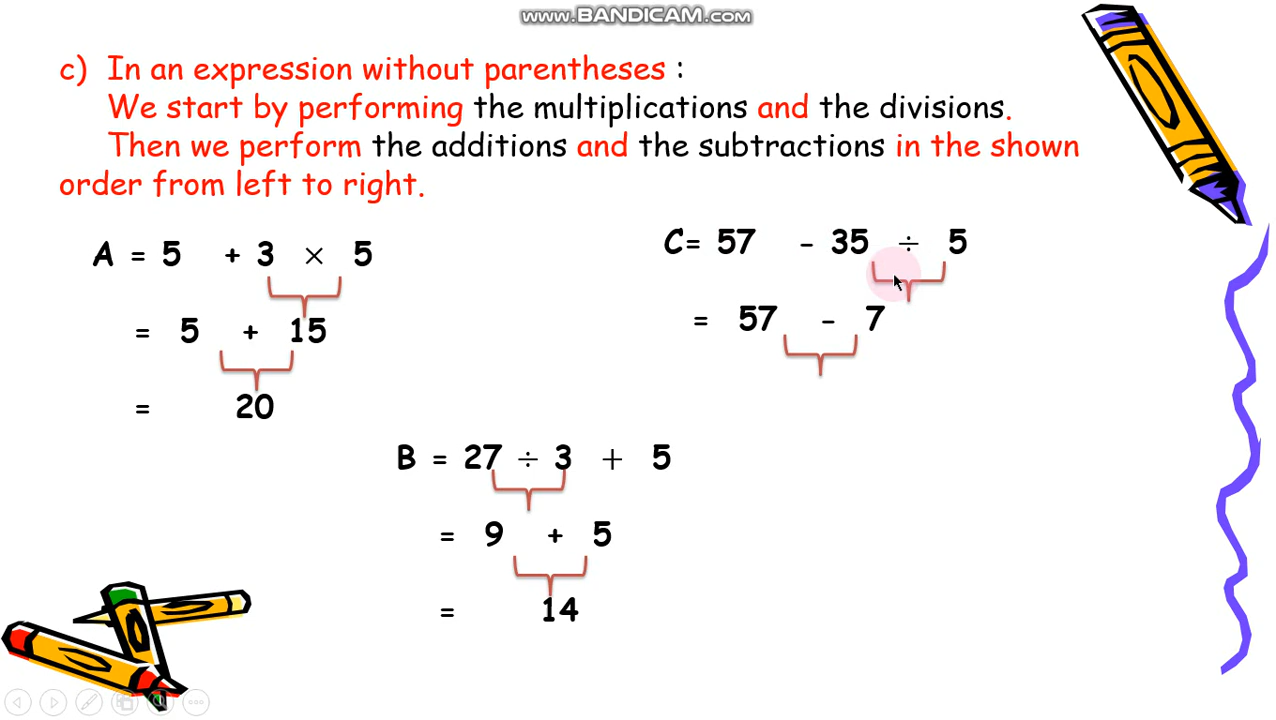 www.BANDICAM.com
c) In an expression without parentheses :
We start by performing the multiplications and the divisions.
Then we perform the additions and the subtractions in the shown
order from left to right.
A = 5 + 3 × 5
= 5 + 15
= 20
C= 57 - 35 ÷ 5
= 57 - 7
B = 27 ÷ 3 + 5
= 9 + 5
= 14